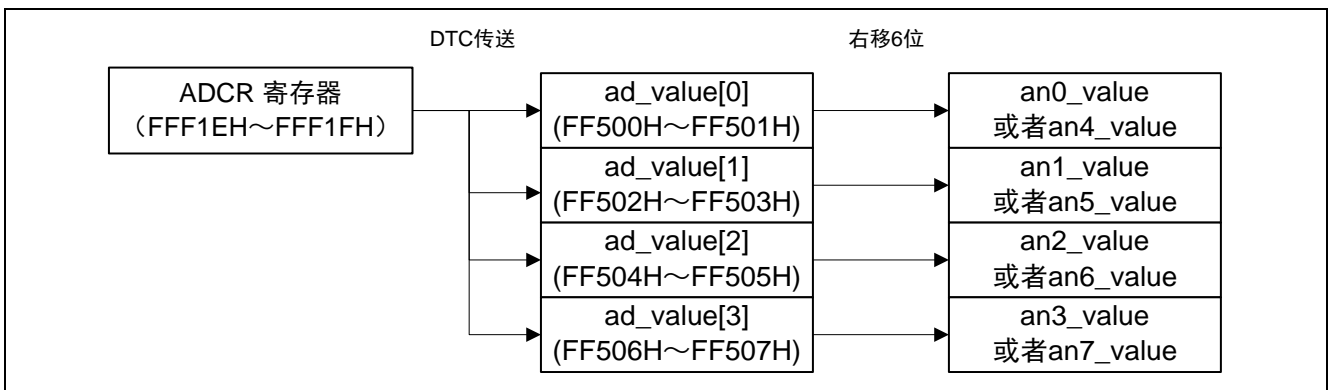 DTC传送
右移6位
ADCR 寄存器
（FFF1EH～FFF1FH）
ad_value[0]
(FF500H～FF501H)
an0_value
或者an4_value
ad_value[1]
(FF502H～FF503H)
an1_value
或者an5_value
ad_value[2]
(FF504H～FF505H)
an2_value
或者an6_value
ad_value[3]
(FF506H～FF507H)
an3_value
或者an7_value